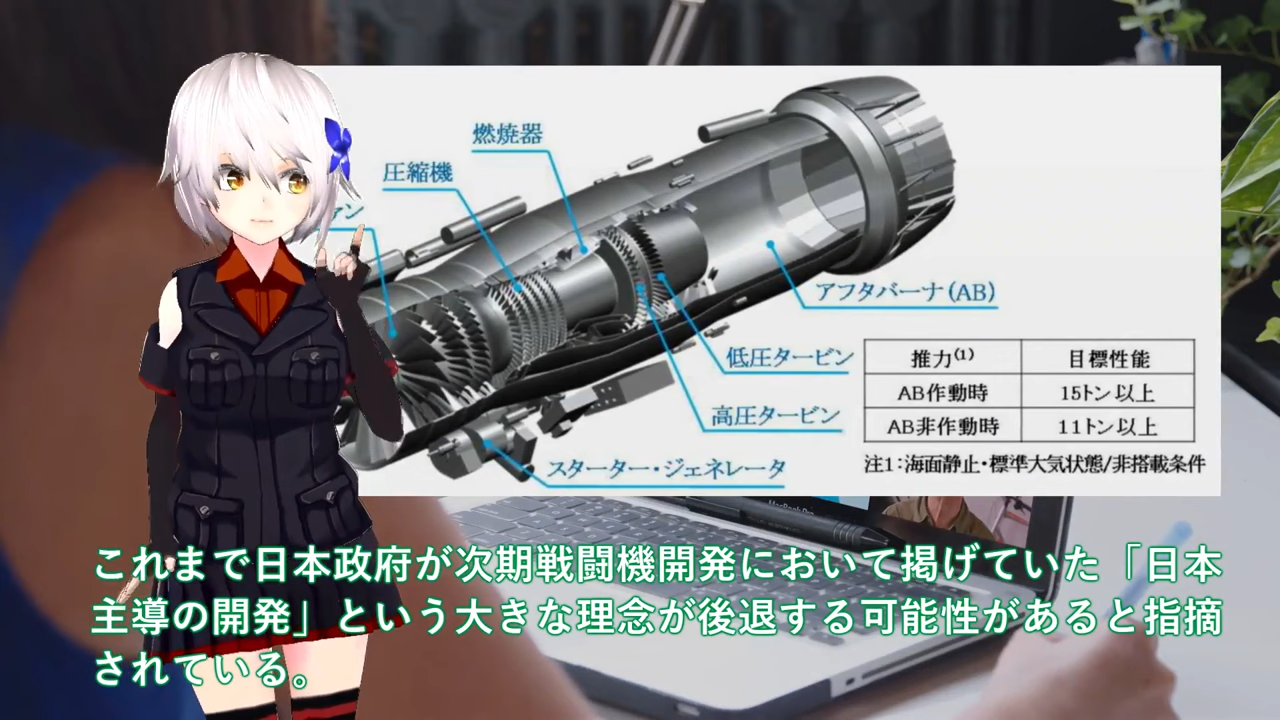 燃焼器
圧縮機
ァン
アフタバーナ(AB)
低圧タービン
高圧タービン
スターター・ジェネレータ
推力(1) 目標性能
AB作動時 15トン以上
AB非作動時 11トン以上
注1:海面静止・標準大気状態/非搭載条件
MacBook Pro
これまで日本政府が次期戦闘機開発において掲げていた「日本
主導の開発」という大きな理念が後退する可能性があると指摘
されている。